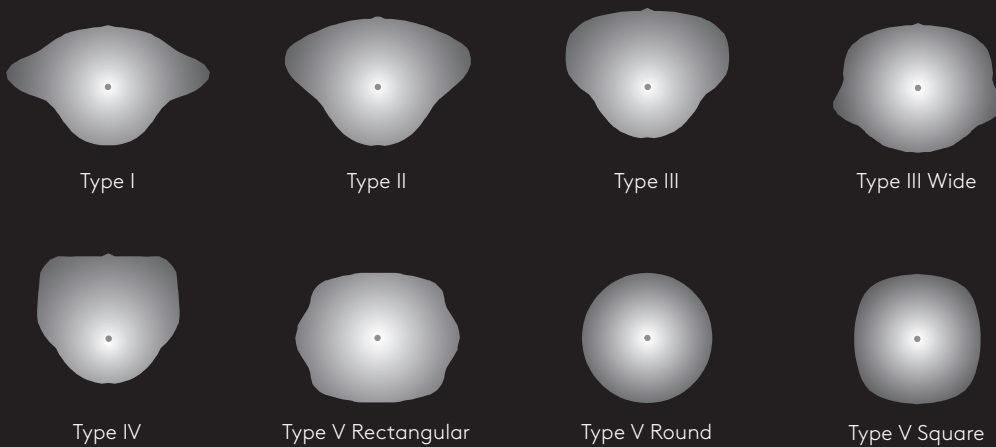 Type I
Type II
Type III
Type III Wide
Type IV
Type V Rectangular
Type V Round
Type V Square